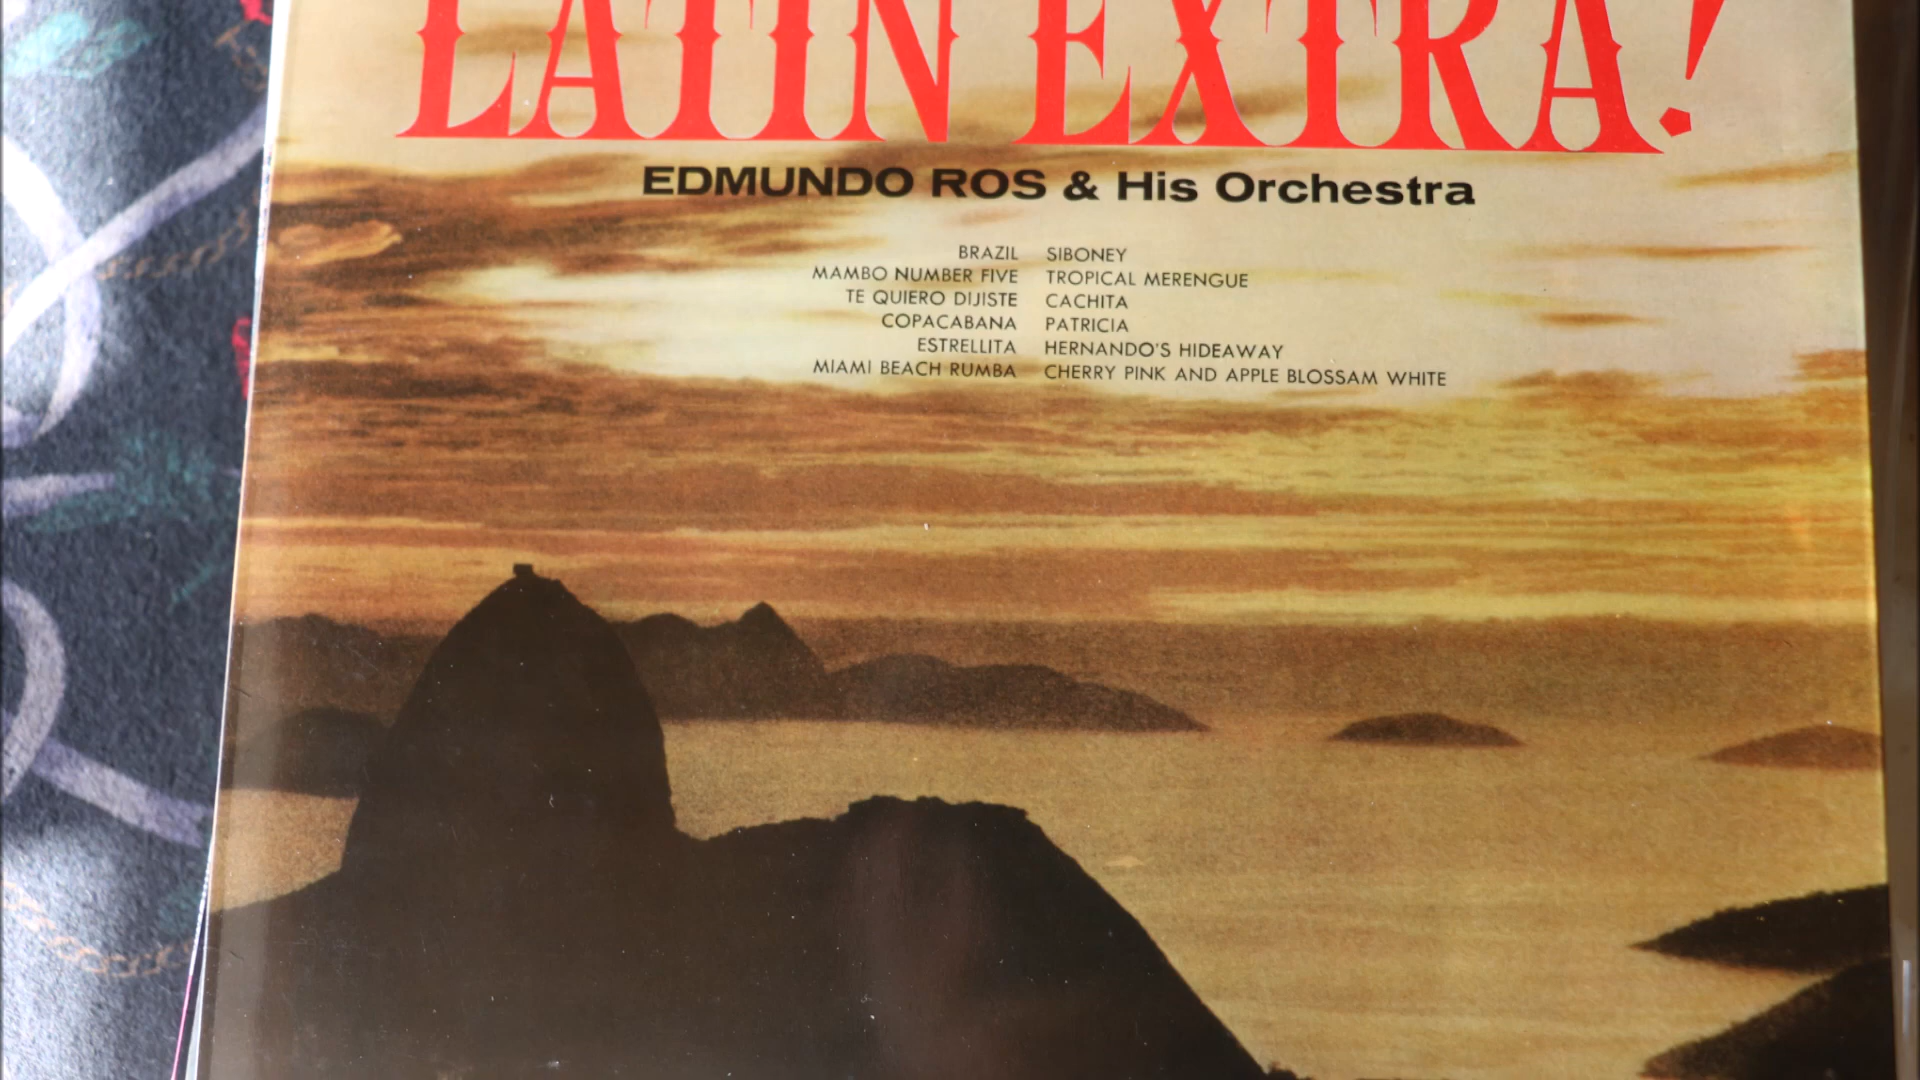 LATIN EXTRA!
EDMUNDO ROS & His Orchestra
BRAZIL SIBONEY
MAMBO NUMBER FIVE TROPICAL MERENGUE
TE QUIERO DIJISTE CACHITA
COPACABANA PATRICIA
ESTRELLITA HERNANDO'S HIDEAWAY
MIAMI BEACH RUMBA CHERRY PINK AND APPLE BLOSSAM WHITE